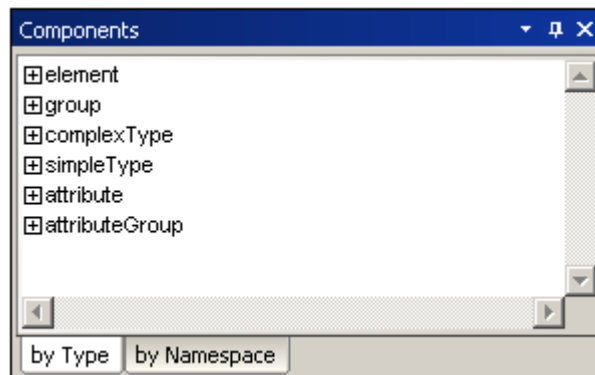 Components
element
group
complexType
simpleType
attribute
attributeGroup
by Type by Namespace